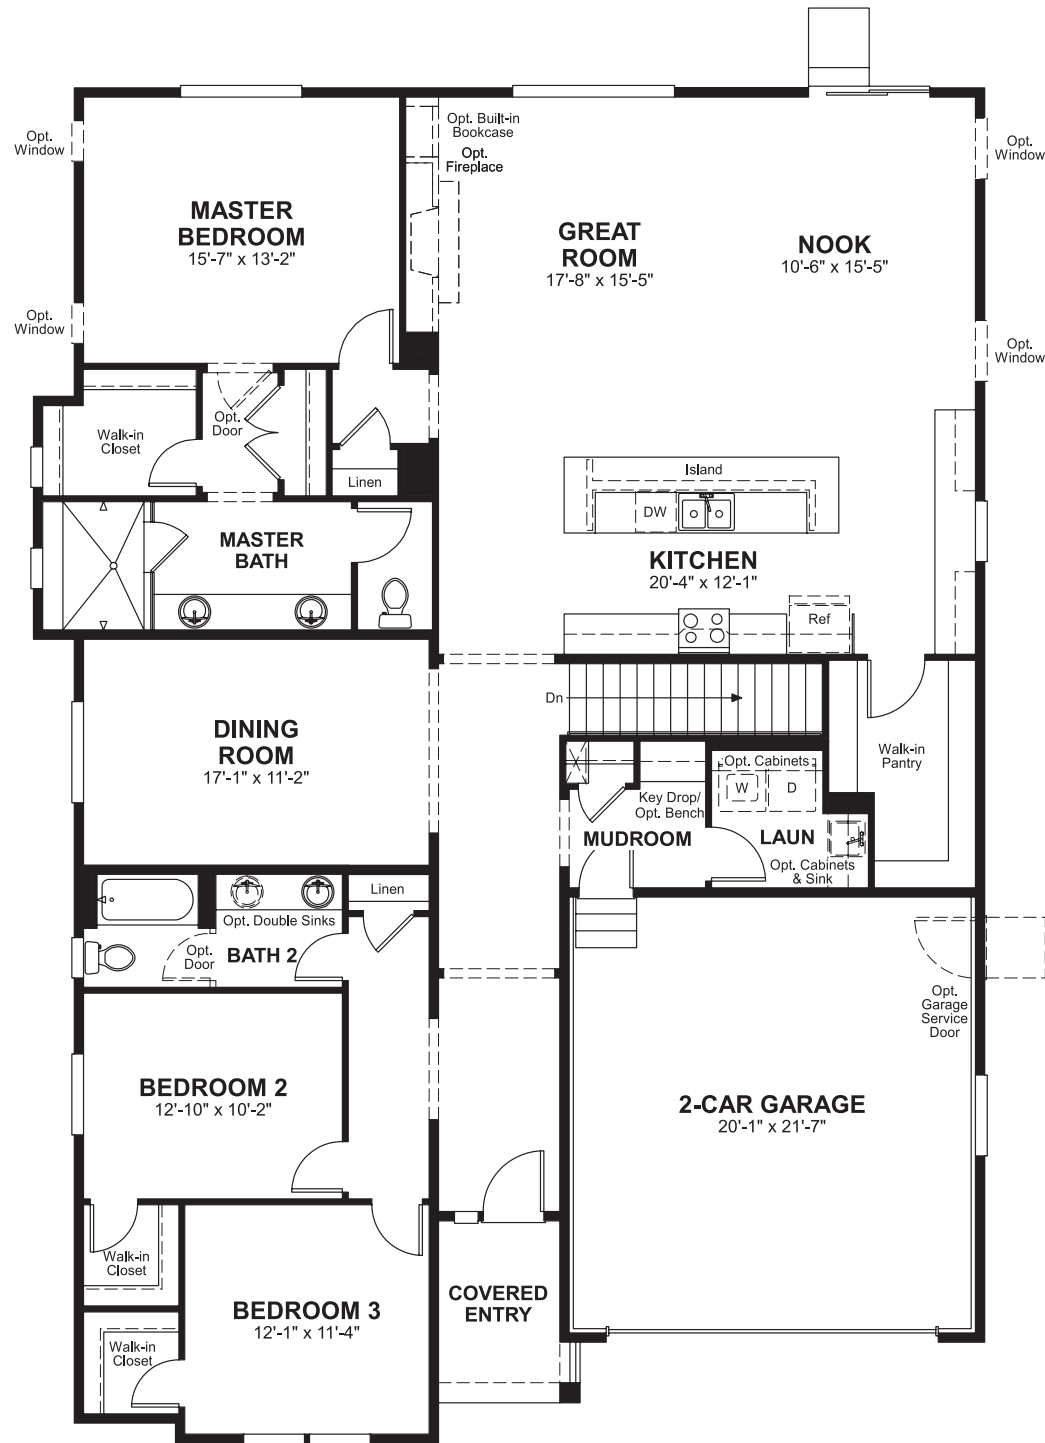 Opt.
Window
Opt. Built-in
Bookcase
Opt.
Fireplace
Opt.
Window
MASTER
BEDROOM
15'-7" x 13'-2"
GREAT
ROOM
17'-8" x 15'-5"
NOOK
10'-6" x 15'-5"
Opt.
Window
Opt.
Window
Walk-in
Closet
Opt.
Door
Linen
Island
DW
MASTER
BATH
KITCHEN
20'-4" x 12'-1"
Ref
Dn
DINING
ROOM
17'-1" x 11'-2"
Walk-in
Pantry
Opt. Cabinets
W
D
Key Drop/
Opt. Bench
MUDROOM
LAUN
Opt. Cabinets
& Sink
Linen
Opt. Double Sinks
Opt.
Door
BATH 2
Opt.
Garage
Service
Door
BEDROOM 2
12'-10" x 10'-2"
2-CAR GARAGE
20'-1" x 21'-7"
Walk-in
Closet
COVERED
ENTRY
BEDROOM 3
12'-1" x 11'-4"
Walk-in
Closet